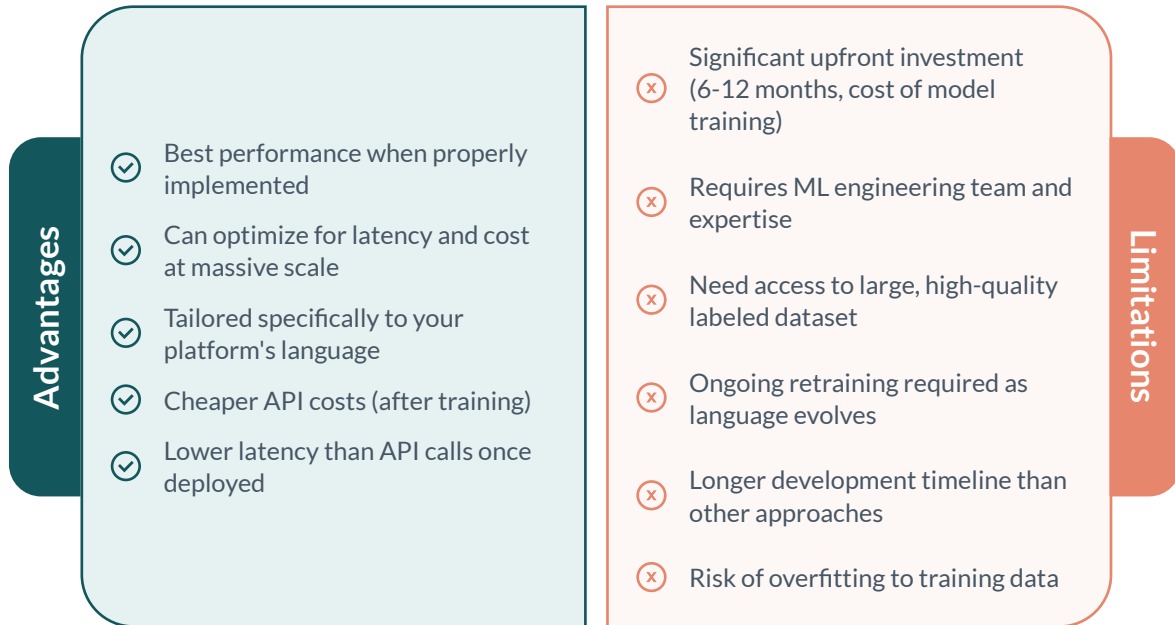 Advantages
Best performance when properly
implemented
Can optimize for latency and cost
at massive scale
Tailored specifically to your
platform's language
Cheaper API costs (after training)
Lower latency than API calls once
deployed
Limitations
Significant upfront investment
(6-12 months, cost of model
training)
Requires ML engineering team and
expertise
Need access to large, high-quality
labeled dataset
Ongoing retraining required as
language evolves
Longer development timeline than
other approaches
Risk of overfitting to training data